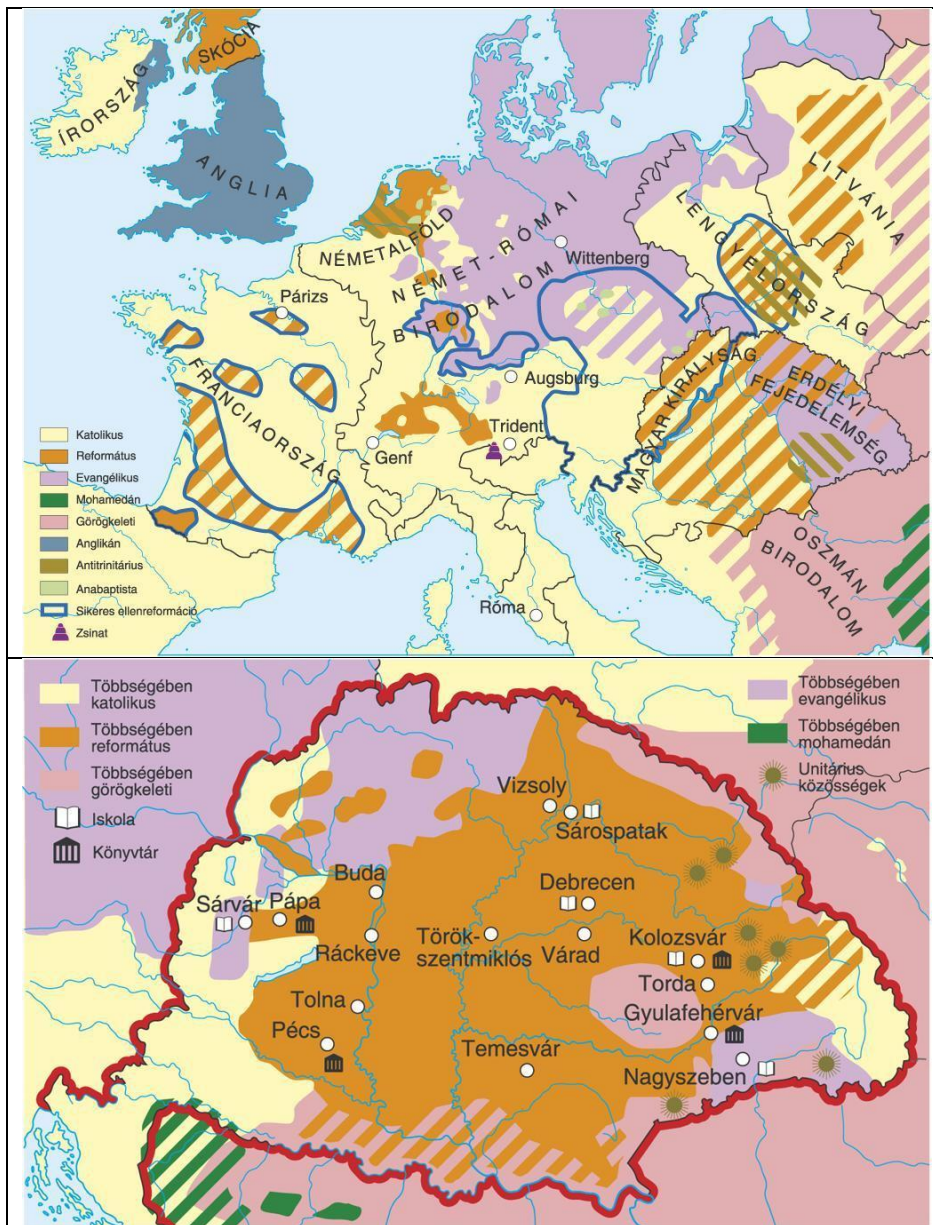 SKÓCIA
ÍRORSZÁG
ANGLIA
LITVÁNIA
LENGYELORSZÁG
NÉMETALFÖLD
NÉMET-RÓMAI
BIRODALOM
Wittenberg
Párizs
FRANCIAORSZÁG
Augsburg
MAGYAR KIRÁLYSÁG
ERDÉLYI
FEJEDELEMSÉG
Genf
Trident
OSZMÁN
BIRODALOM
Róma
Katolikus
Református
Evangélikus
Mohamedán
Görögkeleti
Anglikán
Antitrinitárius
Anabaptista
Sikeres ellenreformáció
Zsinat
Többségében
katolikus
Többségében
református
Többségében
görögkeleti
Iskola
Könyvtár
Többségében
evangélikus
Többségében
mohamedán
Unitárius
közösségek
Vizsoly
Sárospatak
Buda
Debrecen
Sárvár
Pápa
Ráckeve
Török-
szentmiklós
Várad
Kolozsvár
Torda
Tolna
Gyulafehérvár
Pécs
Temesvár
Nagyszeben